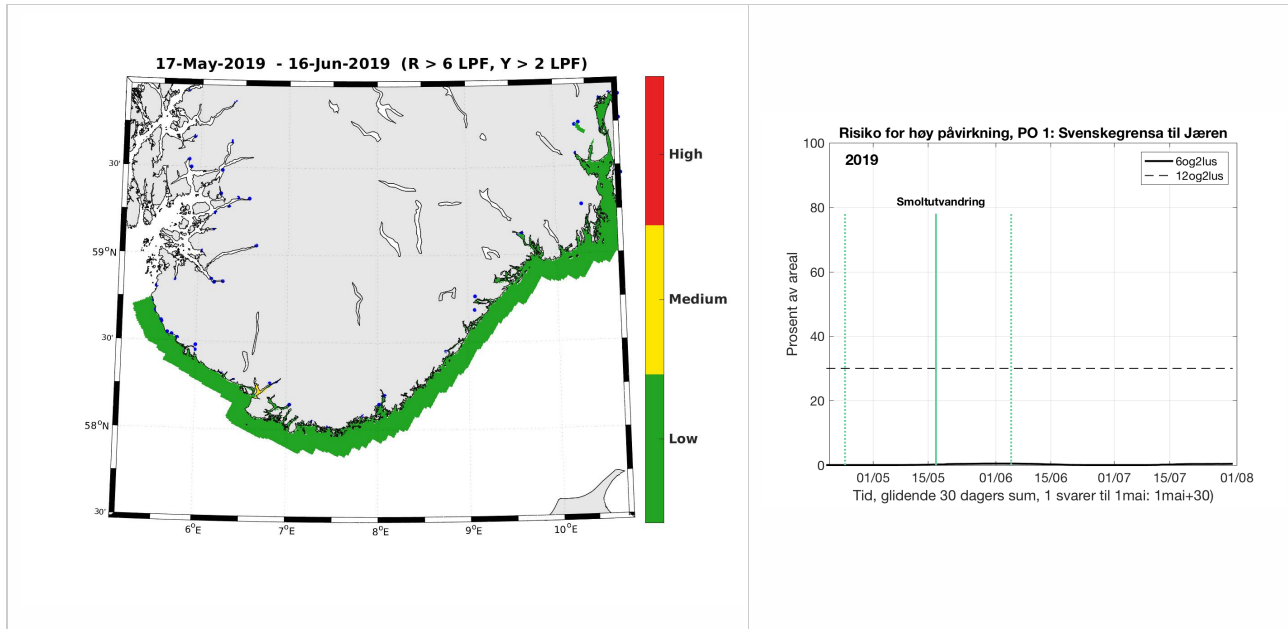 17-May-2019 - 16-Jun-2019 (R > 6 LPF, Y > 2 LPF)
High
Medium
Low
30'
59°N
30'
58°N
30'
6°E
7°E
8°E
9°E
10°E
Risiko for høy påvirkning, PO 1: Svenskegrensa til Jæren
2019
6og2lus
12og2lus
Smoltutvandring
Prosent av areal
100
80
60
40
20
0
01/05
15/05
01/06
15/06
01/07
15/07
01/08
Tid, glidende 30 dagers sum, 1 svarer til 1mai: 1mai+30)